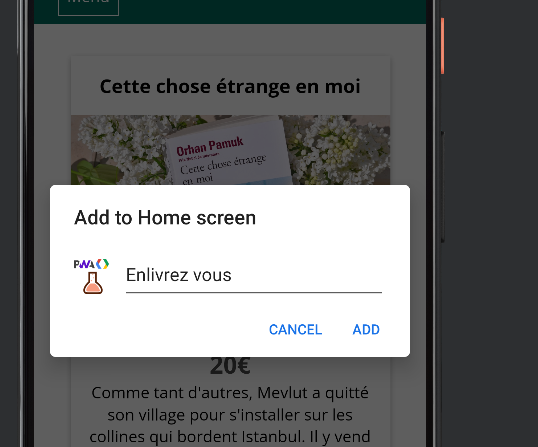 Menu
Cette chose étrange en moi
Orhan Pamuk
Cette chose étrange
en moi
Add to Home screen
PWA
Enlivrez vous
CANCEL
ADD
20€
Comme tant d'autres, Mevlut a quitté
son village pour s'installer sur les
collines qui bordent Istanbul. Il y vend